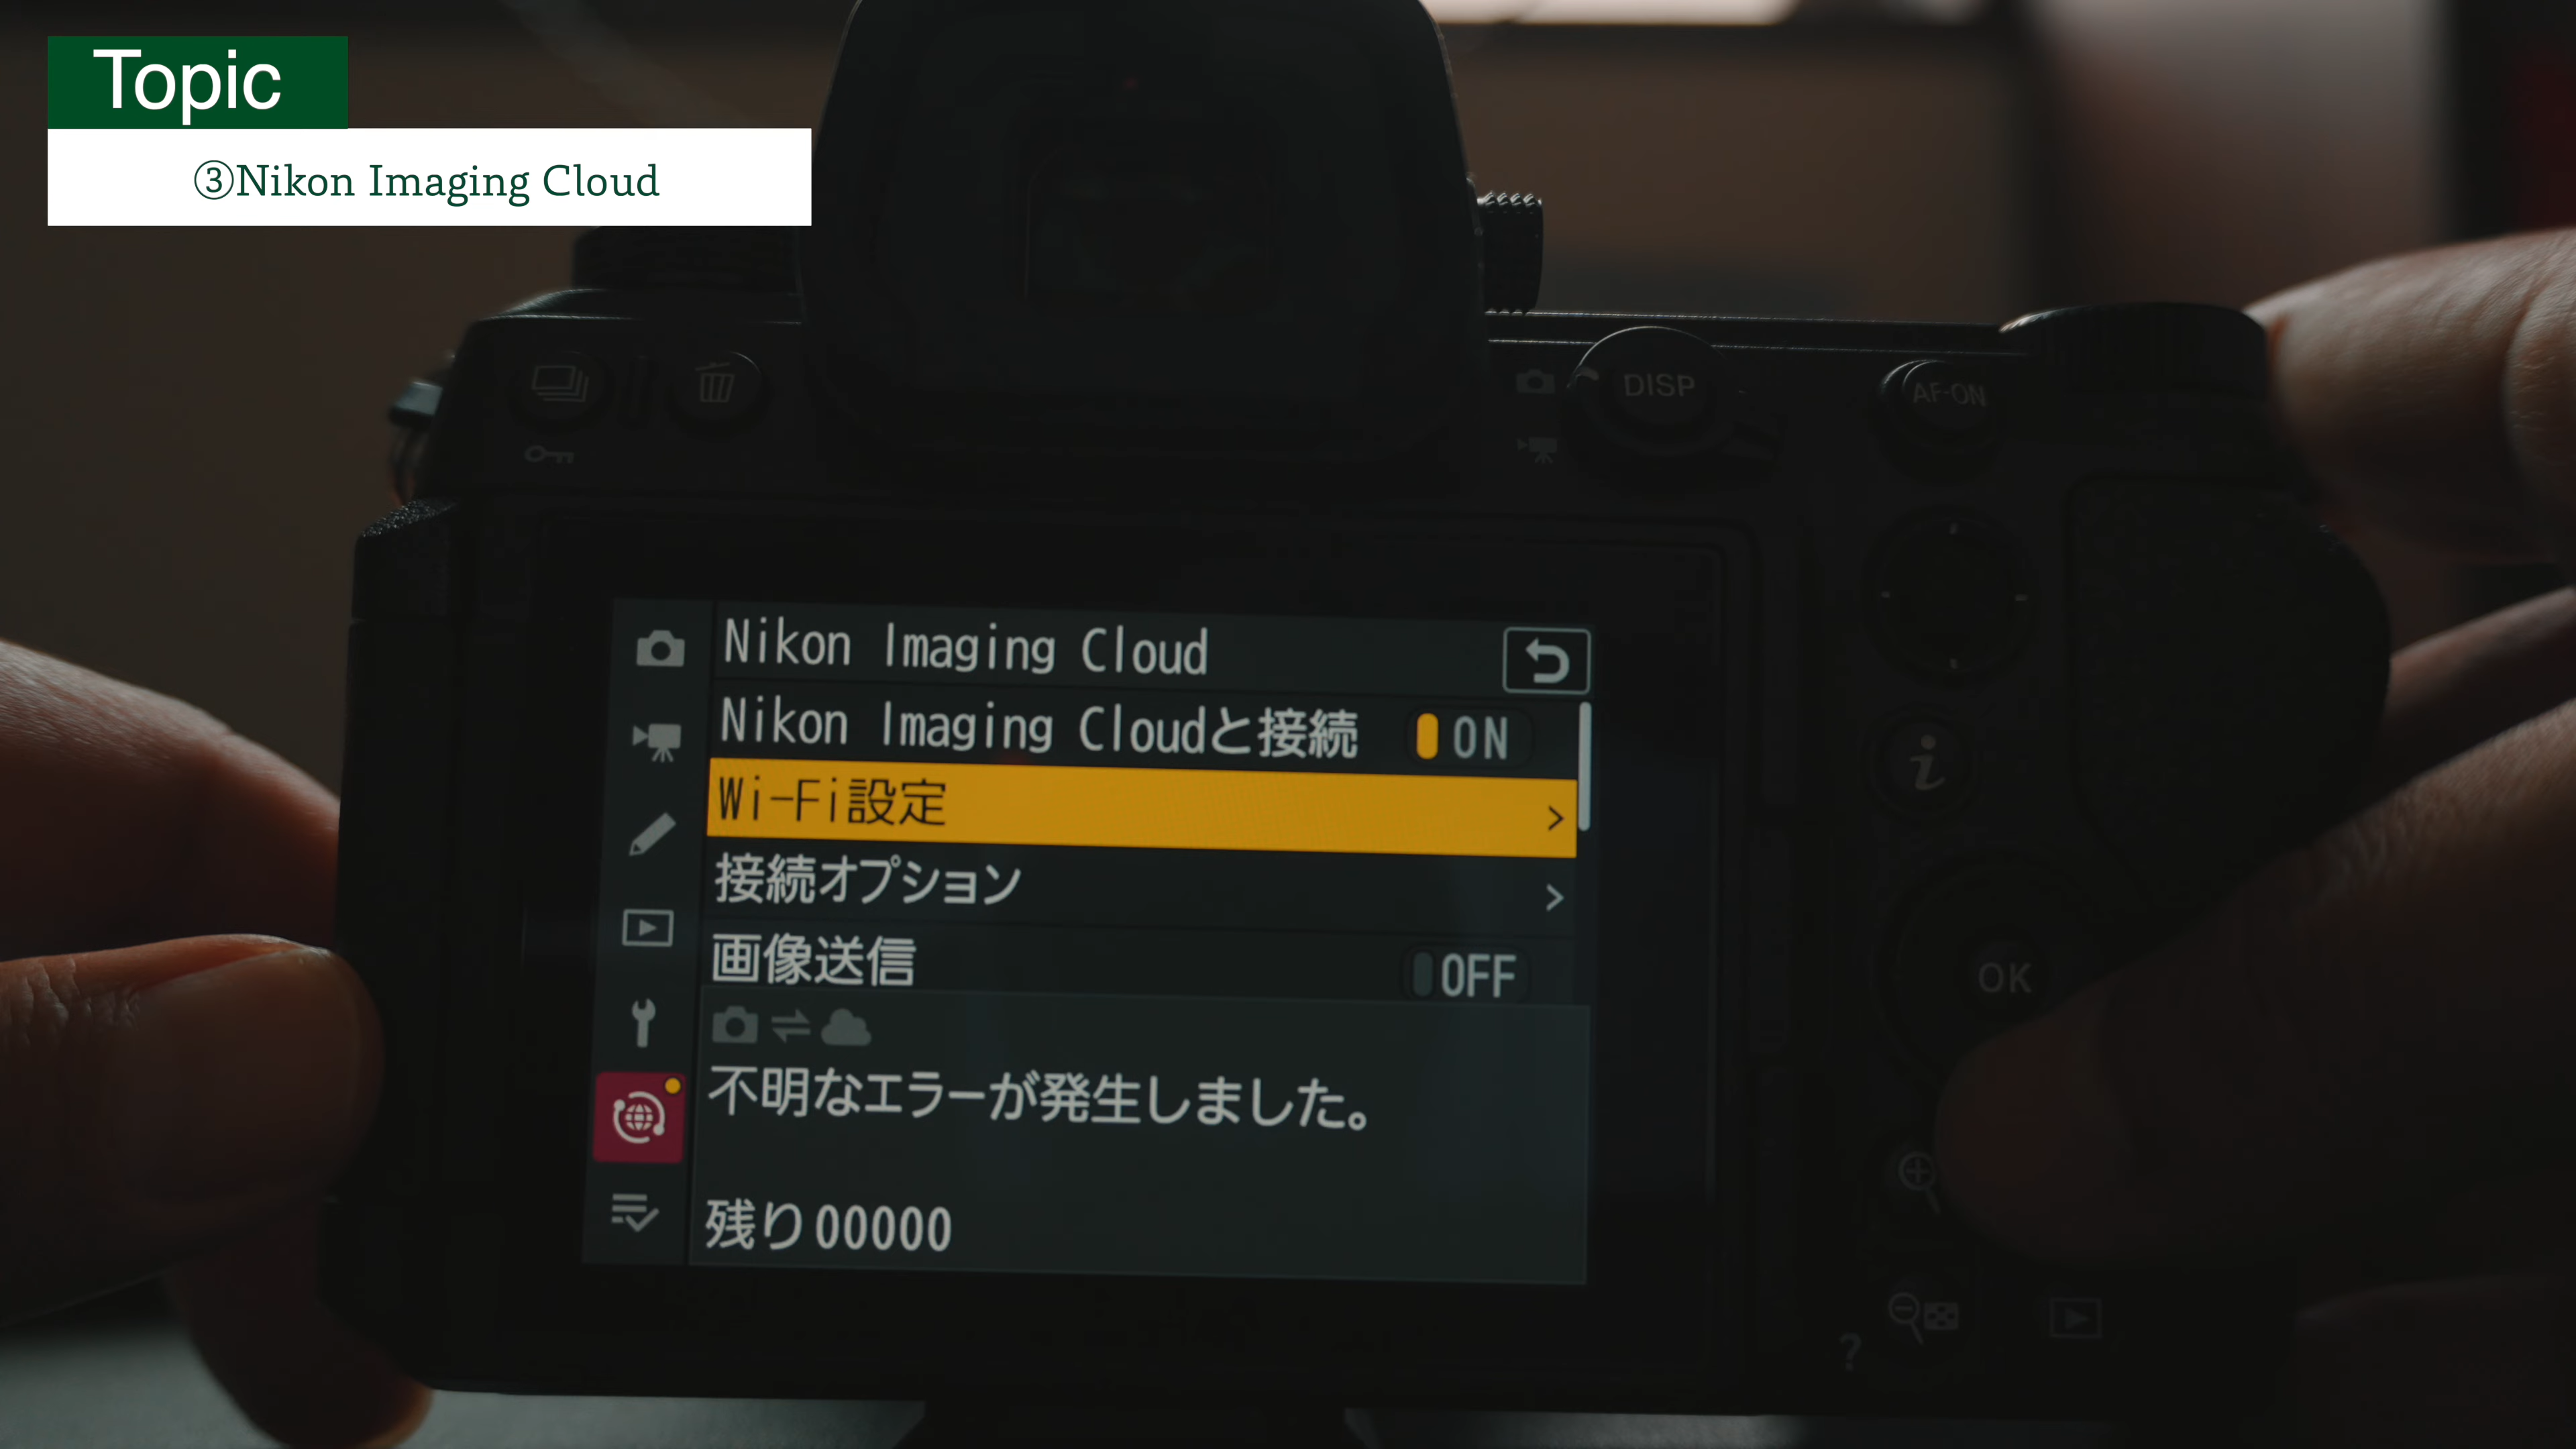 Topic
③Nikon Imaging Cloud
DISP
AF-ON
Nikon Imaging Cloud
Nikon Imaging Cloudと接続 ON
i
Wi-Fi設定 >
接続オプション >
画像送信 OFF
OK
不明なエラーが発生しました。
残り00000
?